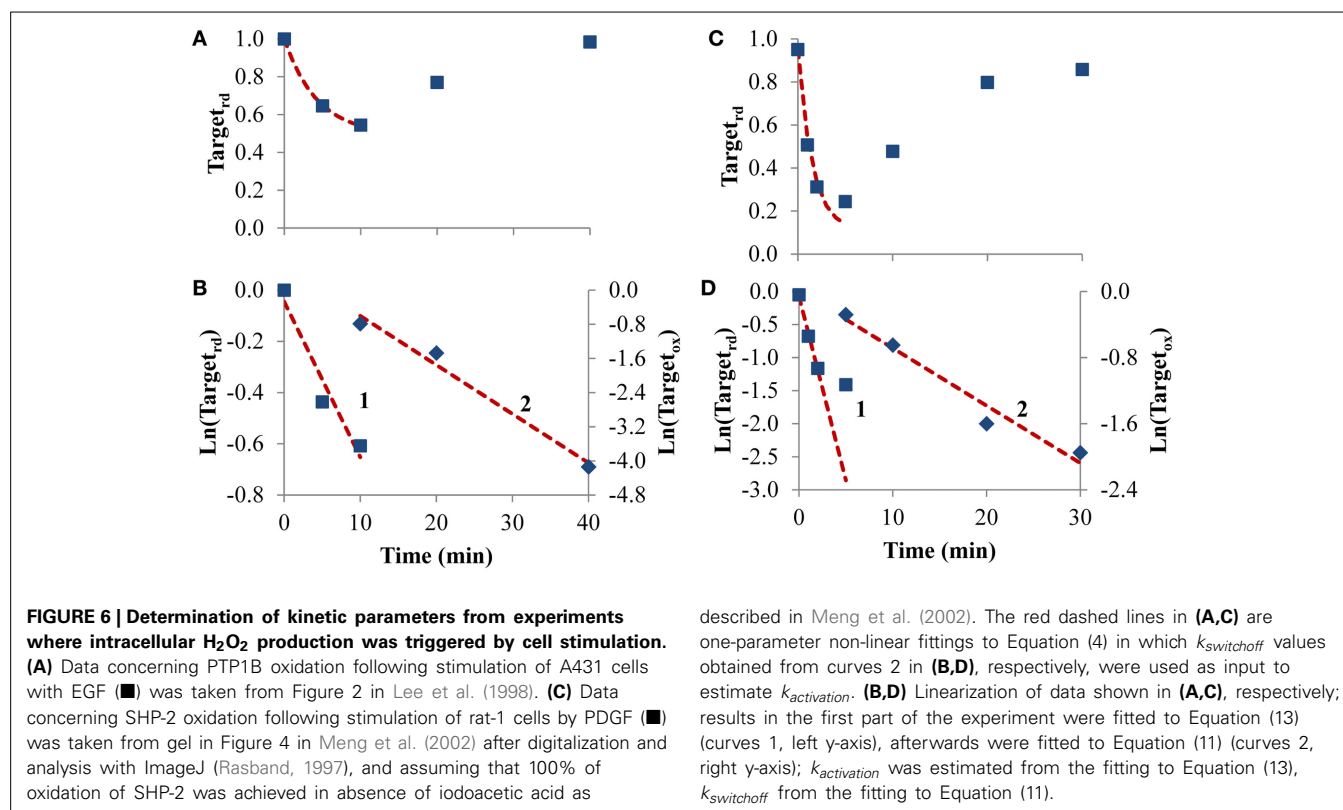 A
1.0
0.8
0.6
0.4
0.2
0.0
Target_rd
C
1.0
0.8
0.6
0.4
0.2
0.0
Target_rd
B
0.0
-0.2
-0.4
-0.6
-0.8
Ln(Target_rd)
1
2
0.0
-0.8
-1.6
-2.4
-3.2
-4.0
-4.8
Ln(Target_ox)
0 10 20 30 40
Time (min)
D
0.0
-0.5
-1.0
-1.5
-2.0
-2.5
-3.0
Ln(Target_rd)
1
2
0.0
-0.8
-1.6
-2.4
Ln(Target_ox)
0 10 20 30
Time (min)
FIGURE 6 | Determination of kinetic parameters from experiments
where intracellular H₂O₂ production was triggered by cell stimulation.
(A) Data concerning PTP1B oxidation following stimulation of A431 cells
with EGF (■) was taken from Figure 2 in Lee et al. (1998). (C) Data
concerning SHP-2 oxidation following stimulation of rat-1 cells by PDGF (■)
was taken from gel in Figure 4 in Meng et al. (2002) after digitalization and
analysis with ImageJ (Rasband, 1997), and assuming that 100% of
oxidation of SHP-2 was achieved in absence of iodoacetic acid as
described in Meng et al. (2002). The red dashed lines in (A,C) are
one-parameter non-linear fittings to Equation (4) in which k_switchoff values
obtained from curves 2 in (B,D), respectively, were used as input to
estimate k_activation. (B,D) Linearization of data shown in (A,C), respectively;
results in the first part of the experiment were fitted to Equation (13)
(curves 1, left y-axis), afterwards were fitted to Equation (11) (curves 2,
right y-axis); k_activation was estimated from the fitting to Equation (13),
k_switchoff from the fitting to Equation (11).